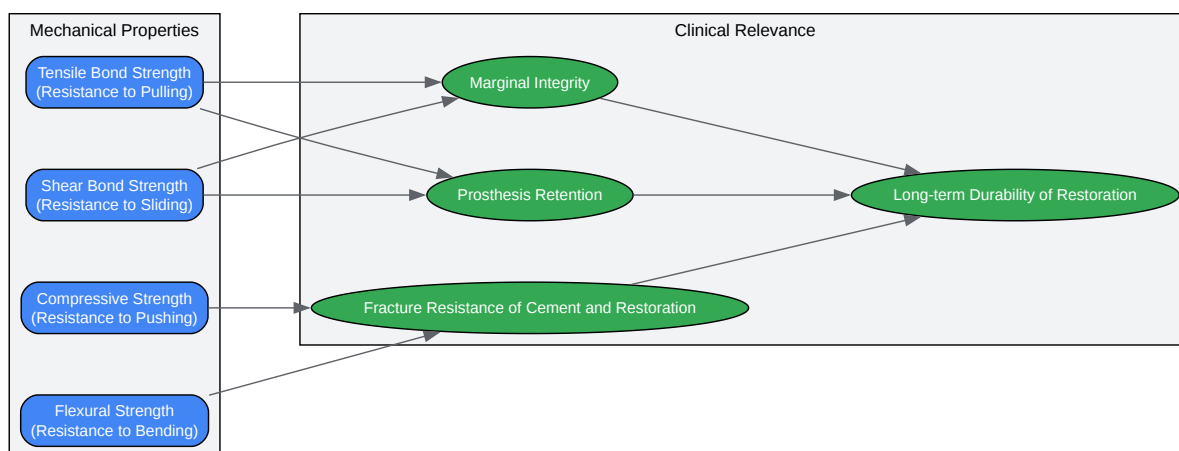 Mechanical Properties
Tensile Bond Strength
(Resistance to Pulling)
Shear Bond Strength
(Resistance to Sliding)
Compressive Strength
(Resistance to Pushing)
Flexural Strength
(Resistance to Bending)
Clinical Relevance
Marginal Integrity
Prosthesis Retention
Fracture Resistance of Cement and Restoration
Long-term Durability of Restoration